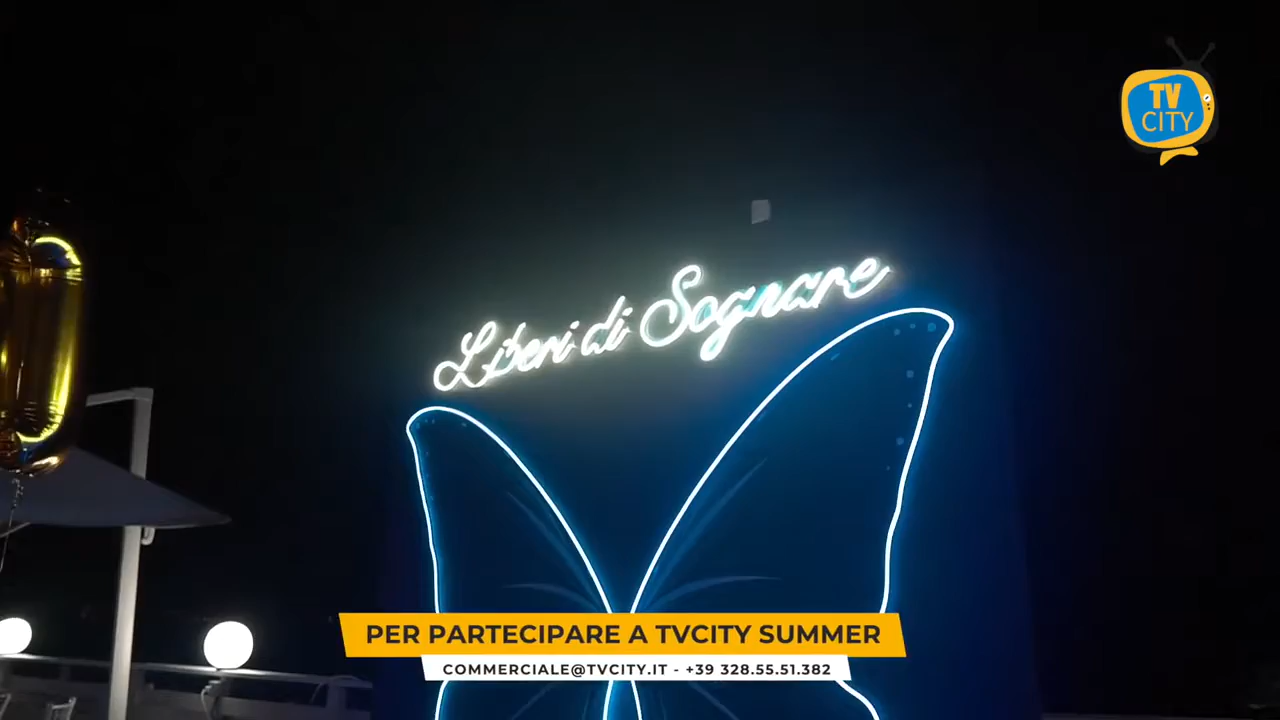 TV
CITY
Liberi di Sognare
PER PARTECIPARE A TVCITY SUMMER
COMMERCIALE@TVCITY.IT - +39 328.55.51.382